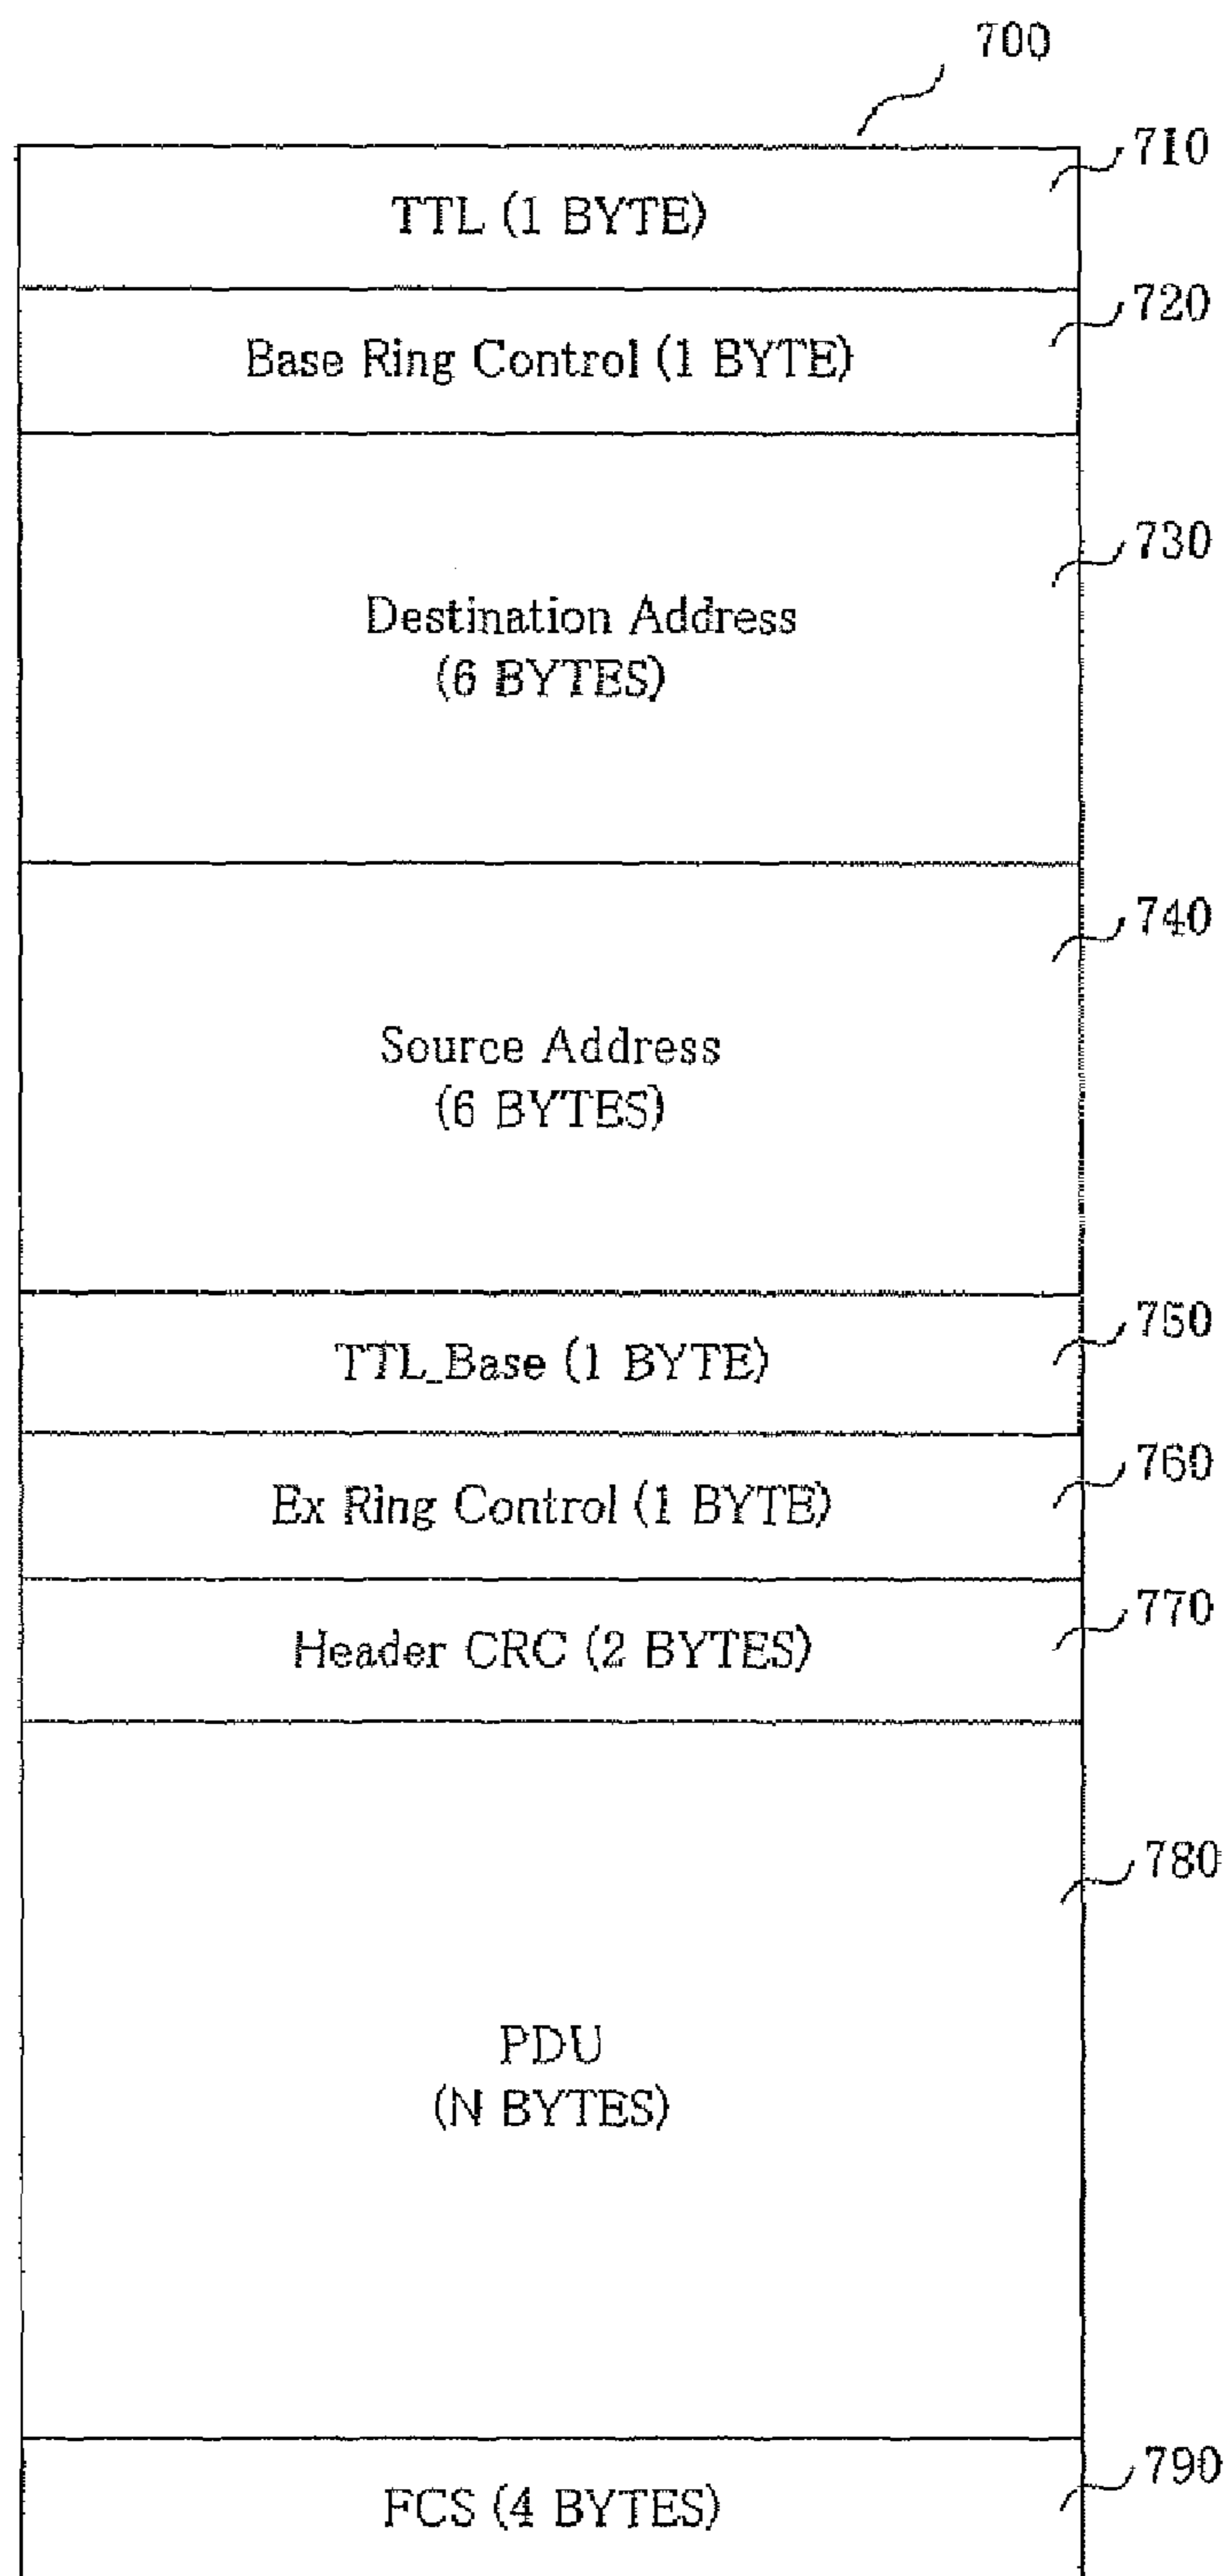 700
TTL (1 BYTE)
710
Base Ring Control (1 BYTE)
720
Destination Address
(6 BYTES)
730
Source Address
(6 BYTES)
740
TTL_Base (1 BYTE)
750
Ex Ring Control (1 BYTE)
760
Header CRC (2 BYTES)
770
PDU
(N BYTES)
780
FCS (4 BYTES)
790